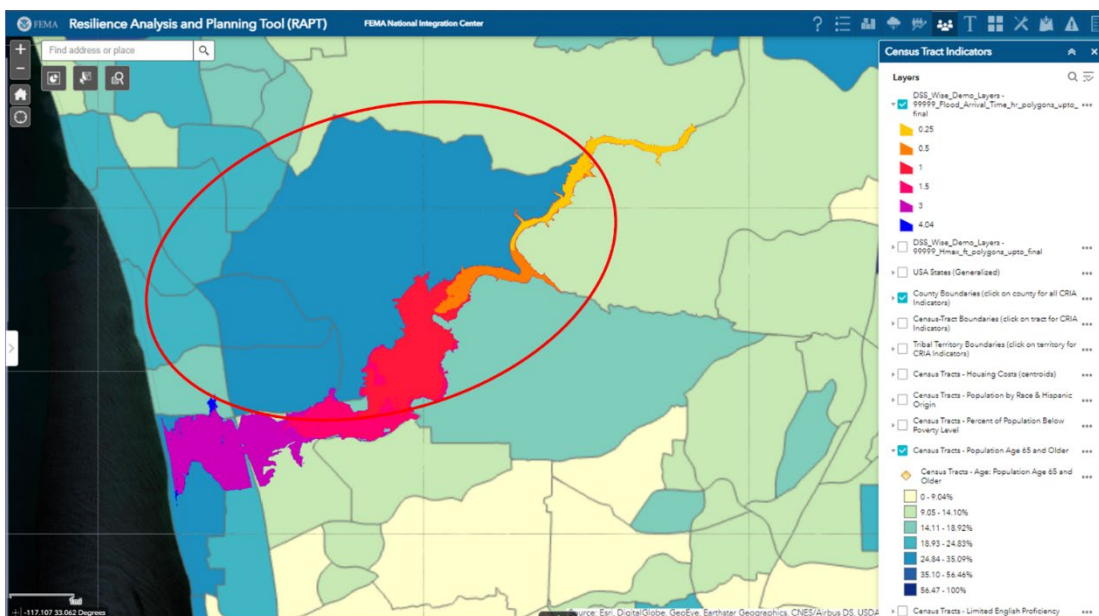 FEMA
Resilience Analysis and Planning Tool (RAPT)
FEMA National Integration Center
Find address or place
Census Tract Indicators
Layers
DSS_Wise_Demo_Layers -
99999_Flood_Arrival_Time_hr_polygons_upto_
final
0.25
0.5
1
1.5
3
4.04
DSS_Wise_Demo_Layers -
99999_Hmax_ft_polygons_upto_final
USA States (Generalized)
County Boundaries (click on county for all CRIA
Indicators)
Census-Tract Boundaries (click on tract for CRIA
Indicators)
Tribal Territory Boundaries (click on territory for
CRIA Indicators)
Census Tracts - Housing Costs (centroids)
Census Tracts - Population by Race & Hispanic
Origin
Census Tracts - Percent of Population Below
Poverty Level
Census Tracts - Population Age 65 and Older
Census Tracts - Age: Population Age 65 and
Older
0 - 9.04%
9.05 - 14.10%
14.11 - 18.92%
18.93 - 24.83%
24.84 - 35.09%
35.10 - 56.46%
56.47 - 100%
Census Tracts - Limited English Proficiency
-117.107 33.062 Degrees
Source: Esri, DigitalGlobe, GeoEye, Earthstar Geographics, CNES/Airbus DS, USDA